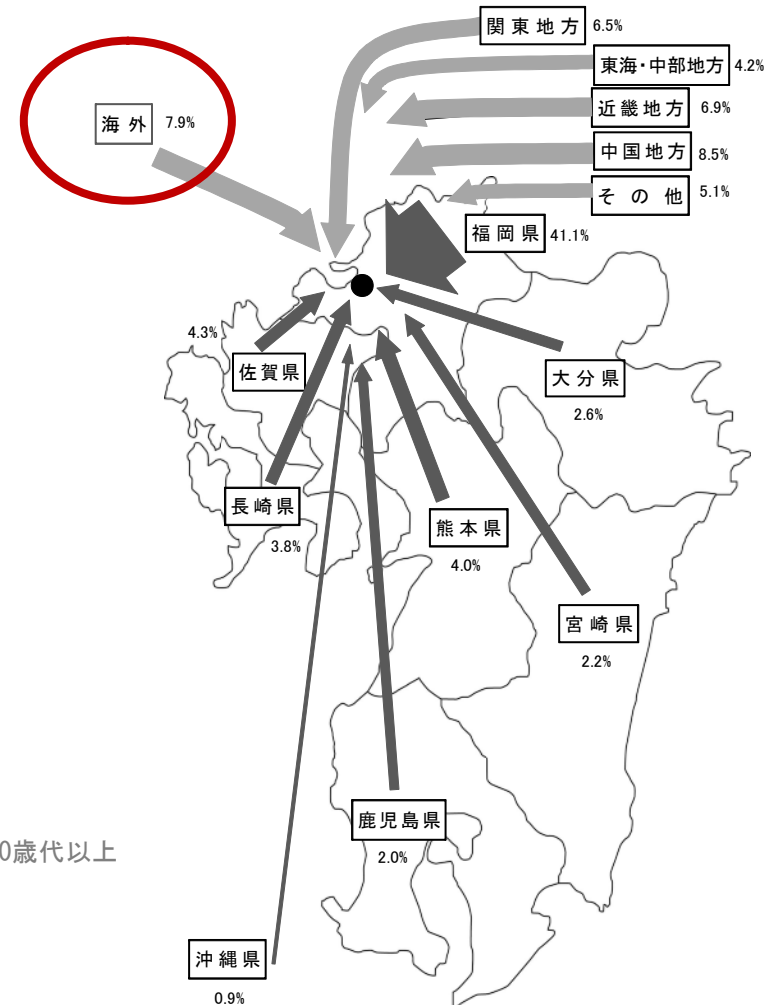 関東地方 6.5%
東海・中部地方 4.2%
海外 7.9%
近畿地方 6.9%
中国地方 8.5%
その他 5.1%
福岡県 41.1%
4.3%
佐賀県
大分県
2.6%
長崎県
3.8%
熊本県
4.0%
宮崎県
2.2%
鹿児島県
2.0%
0歳代以上
沖縄県
0.9%